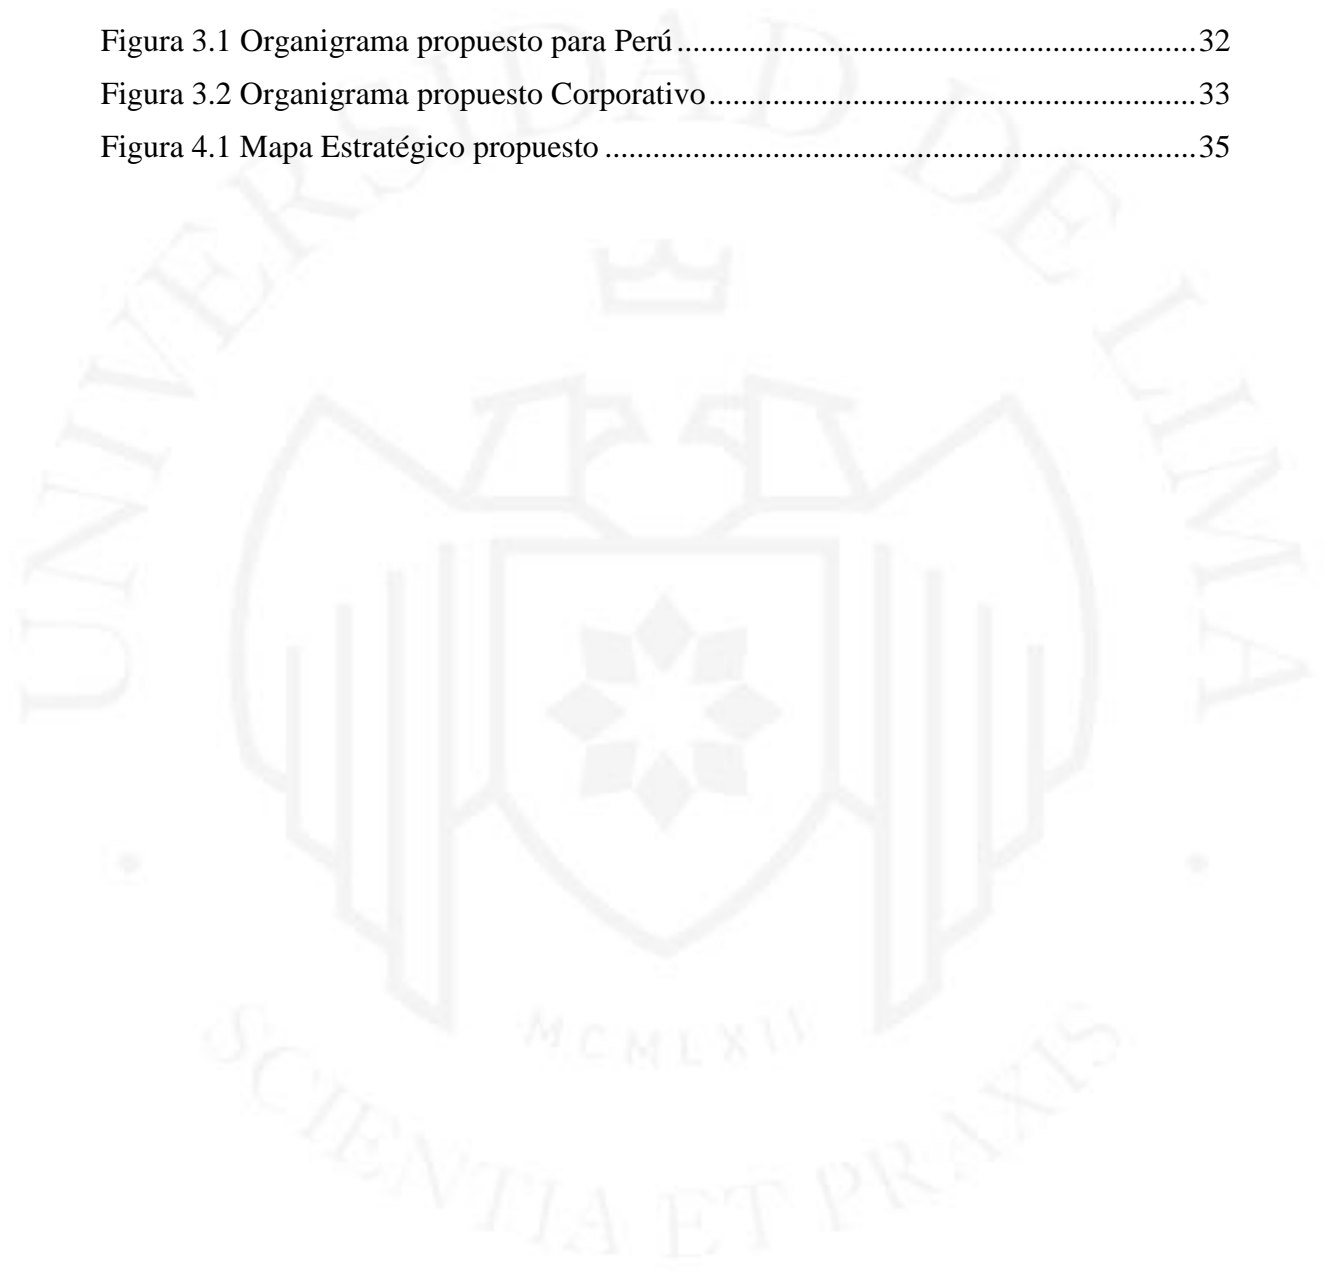 Figura 3.1 Organigrama propuesto para Perú........................................................................32
Figura 3.2 Organigrama propuesto Corporativo....................................................................33
Figura 4.1 Mapa Estratégico propuesto..................................................................................35
UNIVERSIDAD DE LIMA
MCMLXII
SCIENTIA ET PRAXIS